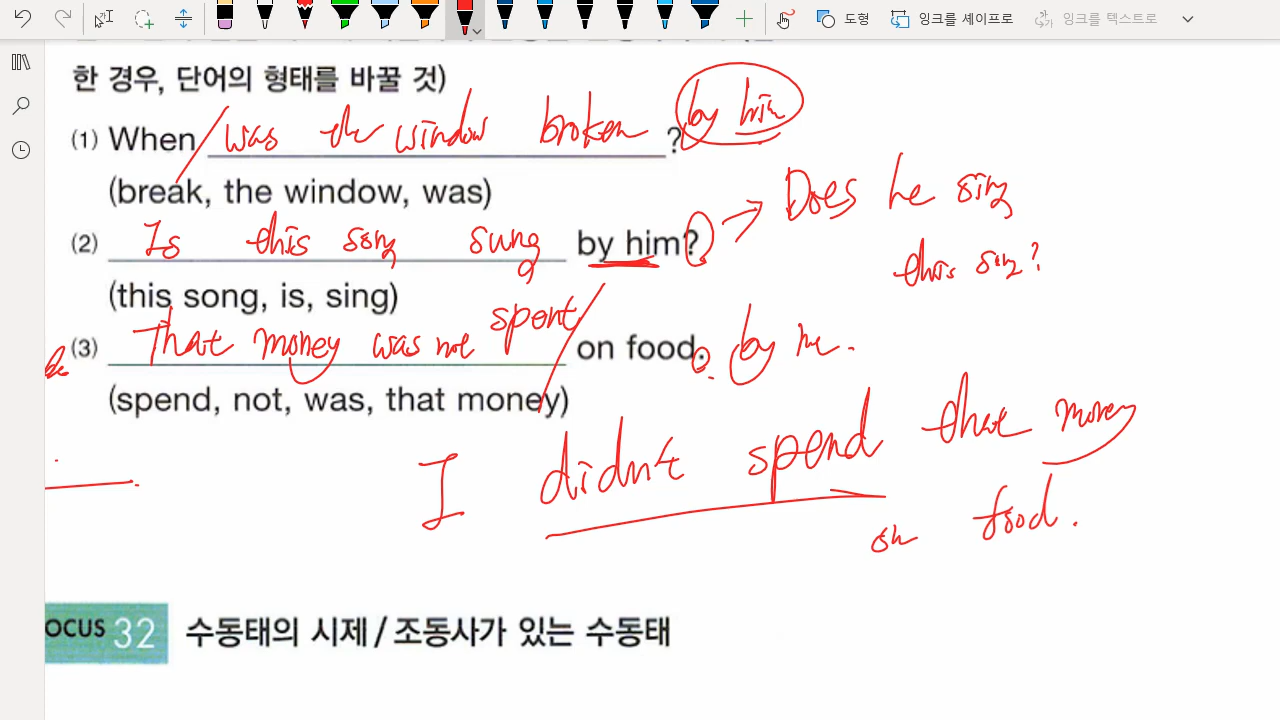 도형 잉크를 셰이프로 잉크를 텍스트로
한 경우, 단어의 형태를 바꿀 것)
(1) When was the window broken ? by him
(break, the window, was)
(2) Is this song sung by him? → Does he sing
this song?
(this song, is, sing)
(3) That money was not spent on food. by me.
(spend, not, was, that money)
I didn't spend that money
on food.
OCUS 32 수동태의 시제 / 조동사가 있는 수동태